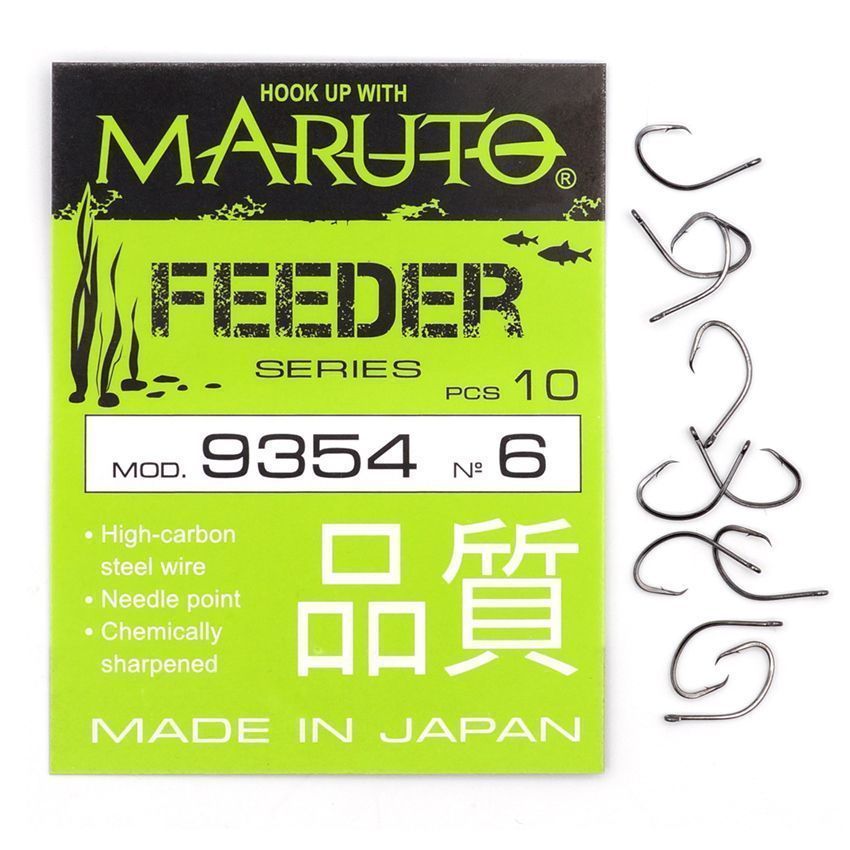 HOOK UP WITH
MARUTO®
FEEDER
SERIES
PCS 10
MOD. 9354 № 6
• High-carbon
steel wire
• Needle point
• Chemically
sharpened
品質
MADE IN JAPAN